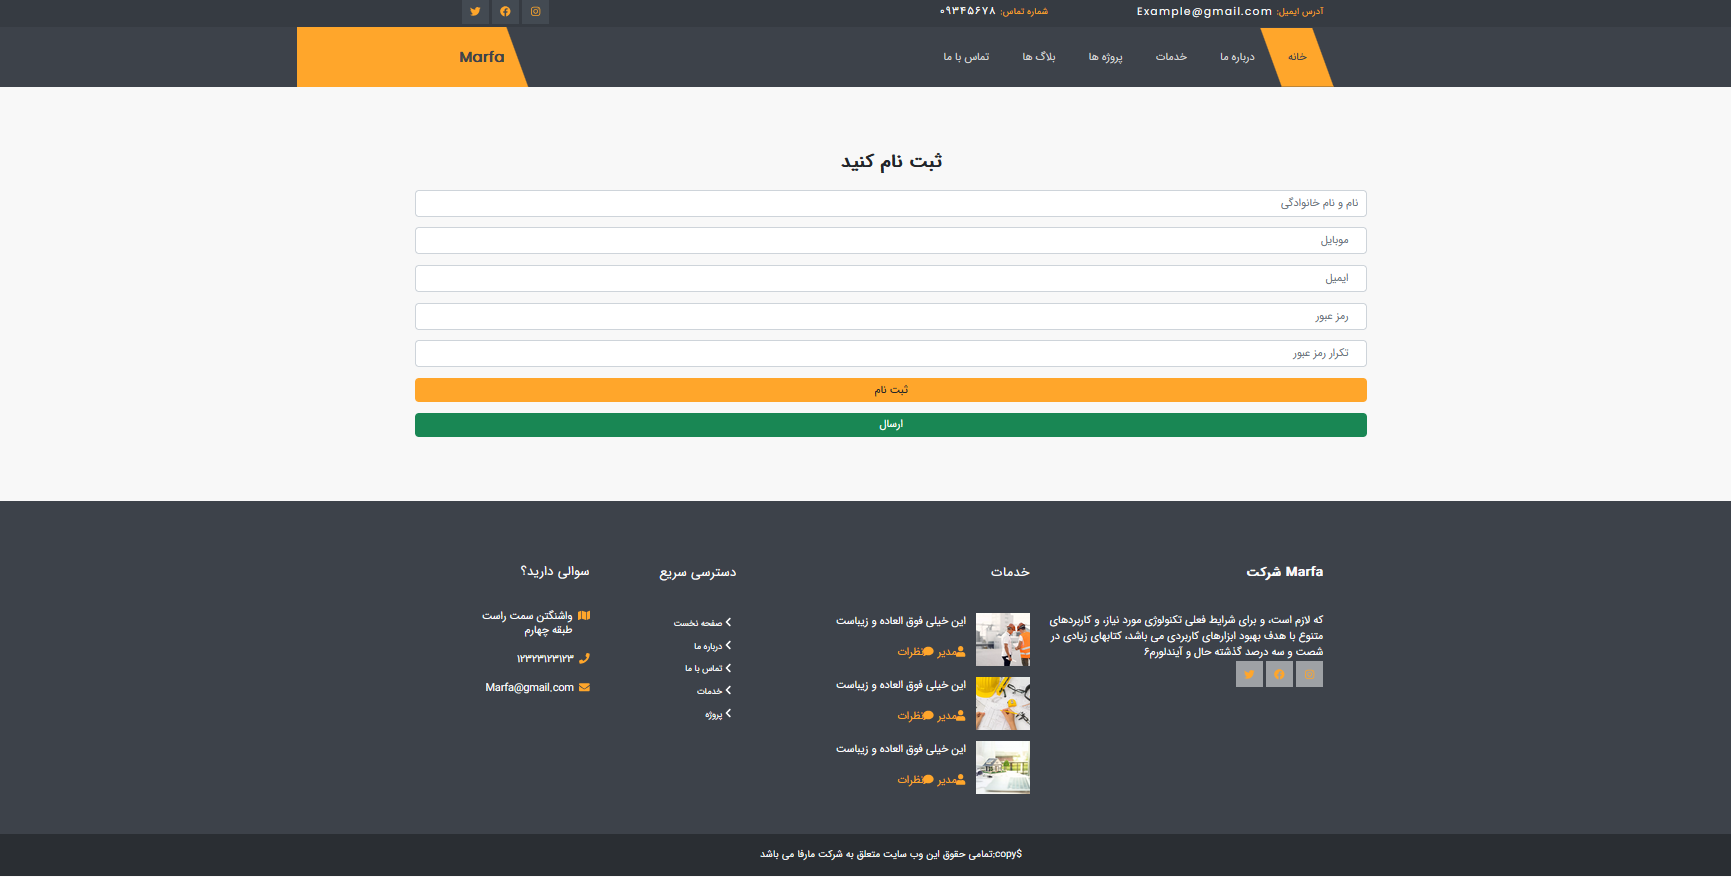 آدرس ایمیل: Example@gmail.com
شماره تماس: ۰۹۳۴۵۶۷۸
خانه
درباره ما
خدمات
پروژه ها
بلاگ ها
تماس با ما
Marfa
ثبت نام کنید
نام و نام خانوادگی
موبایل
ایمیل
رمز عبور
تکرار رمز عبور
ثبت نام
ارسال
Marfa شرکت
که لازم است، و برای شرایط فعلی تکنولوژی مورد نیاز، و کاربردهای
متنوع با هدف بهبود ابزارهای کاربردی می باشد، کتابهای زیادی در
شصت و سه درصد گذشته حال و آیندلورم۶
خدمات
این خیلی فوق العاده و زیباست
مدیر نظرات
این خیلی فوق العاده و زیباست
مدیر نظرات
این خیلی فوق العاده و زیباست
مدیر نظرات
دسترسی سریع
صفحه نخست
درباره ما
تماس با ما
خدمات
پروژه
سوالی دارید؟
واشنگتن سمت راست
طبقه چهارم
۱۲۳۲۳۱۲۳۱۲۳
Marfa@gmail.com
$copy;تمامی حقوق این وب سایت متعلق به شرکت مارفا می باشد